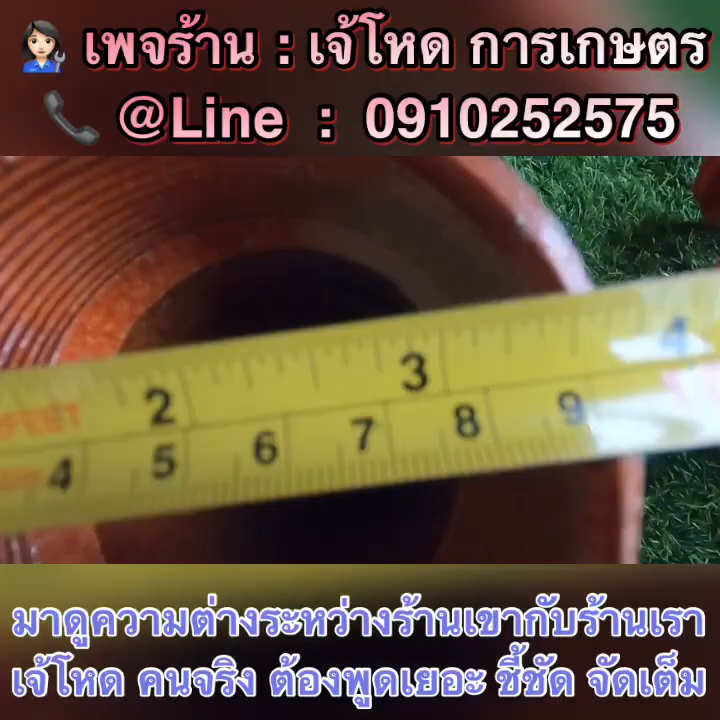 เพจร้าน : เจ้โหด การเกษตร
@Line : 0910252575
2 3 4
FEET
4 5 6 7 8 9
มาดูความต่างระหว่างร้านเขากับร้านเรา
เจ้โหด คนจริง ต้องพูดเยอะ ชี้ชัด จัดเต็ม